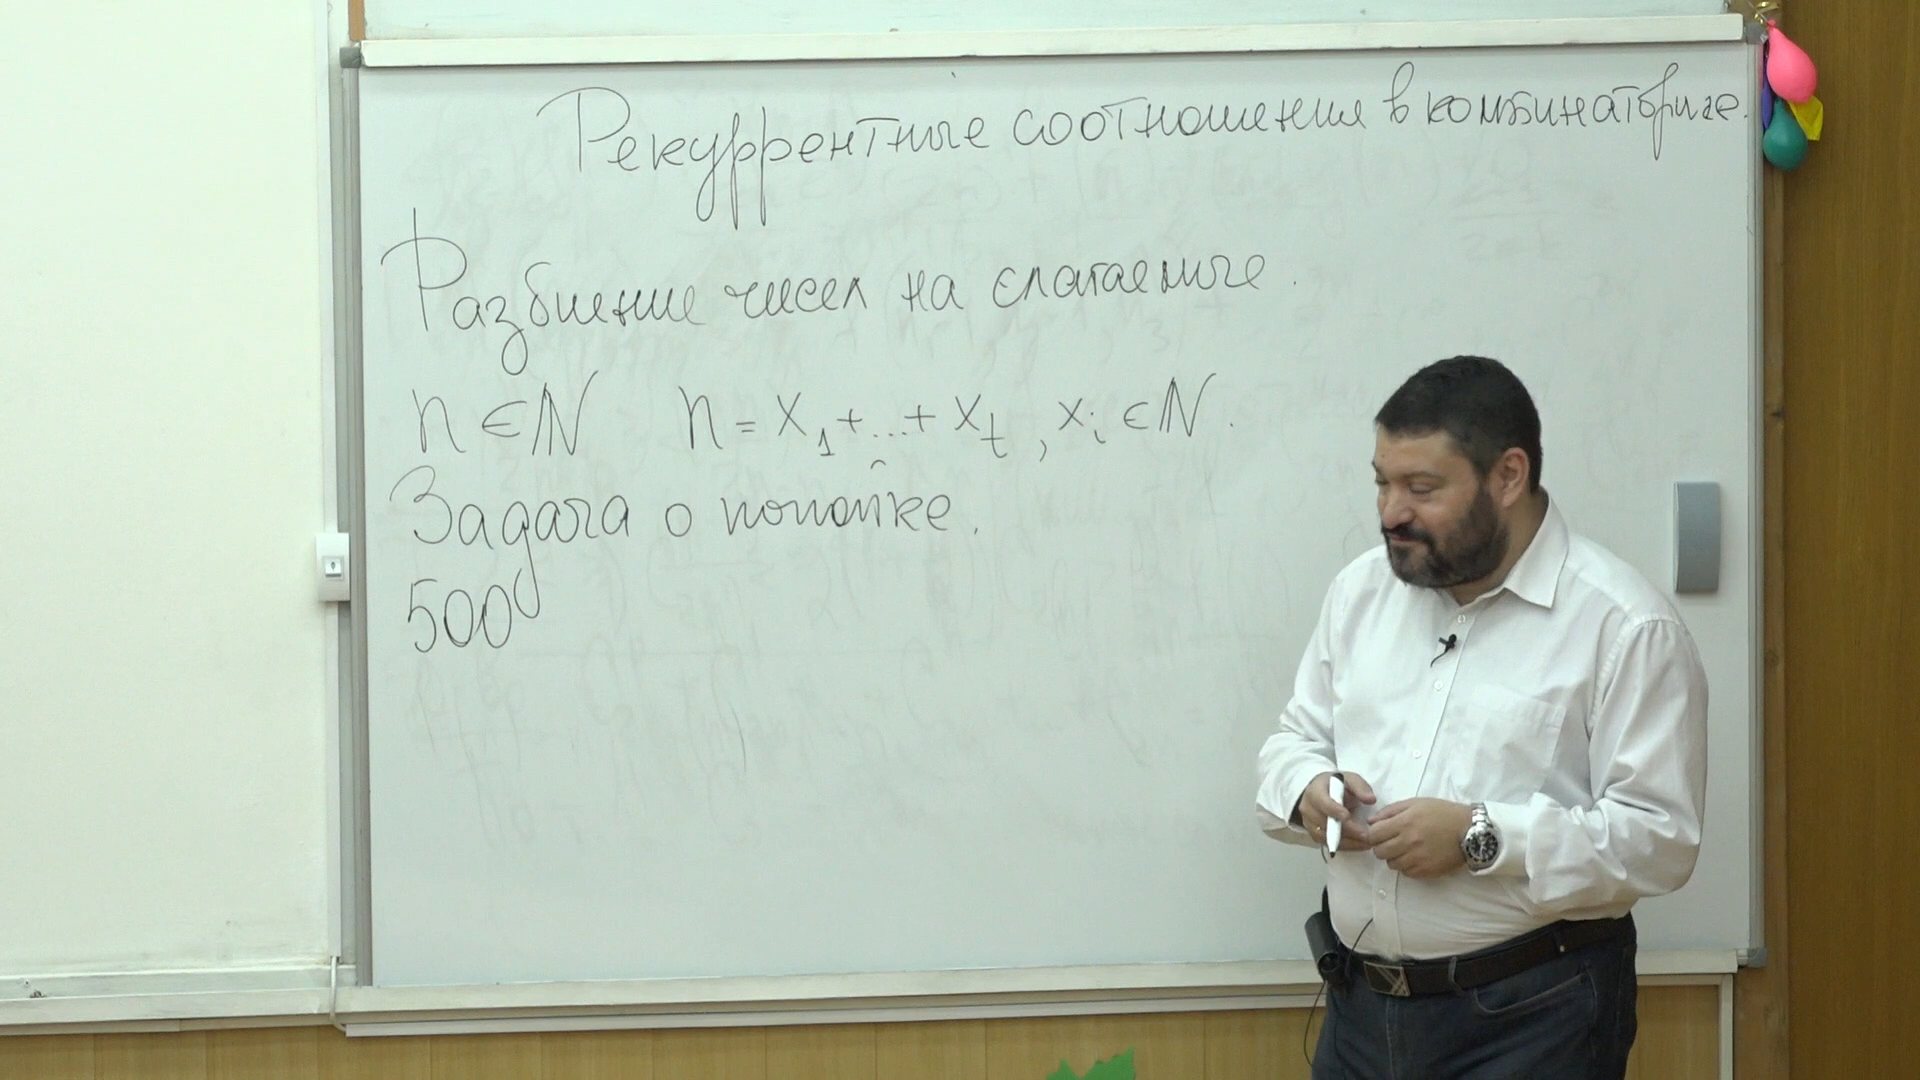 Рекуррентные соотношения в комбинаторике.
Разбиение чисел на слагаемые.
n ∈ ℕ n = x₁ + ... + xₜ , xᵢ ∈ ℕ .
Задача о попойке.
500